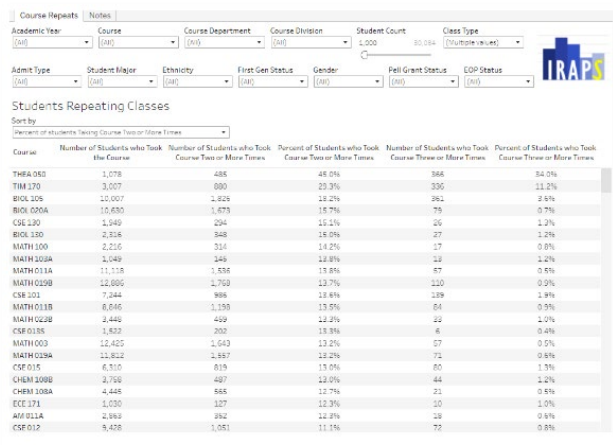 Course Repeats Notes
Academic Year Course Course Department Course Division Student Count Class Type
(All) (All) (All) (All) 1,000 80,084 (Multiple values)
IRAPS
Admit Type Student Major Ethnicity First Gen Status Gender Pell Grant Status EOP Status
(All) (All) (All) (All) (All) (All) (All)
Students Repeating Classes
Sort by
Percent of students Taking Course Two or More Times
Course Number of Students who Took the Course Number of Students who Took Course Two or More Times Percent of Students who Took Course Two or More Times Number of Students who Took Course Three or More Times Percent of Students who Took Course Three or More Times
THEA 050 1,078 485 45.0% 366 34.0%
TIM 170 3,007 880 29.3% 336 11.2%
BIOL 105 10,007 1,826 18.2% 361 3.6%
BIOL 020A 10,630 1,673 15.7% 79 0.7%
CSE 130 1,949 294 15.1% 26 1.3%
BIOL 130 2,316 348 15.0% 27 1.2%
MATH 100 2,216 314 14.2% 17 0.8%
MATH 103A 1,049 145 13.8% 13 1.2%
MATH 011A 11,118 1,536 13.8% 57 0.5%
MATH 019B 12,886 1,768 13.7% 110 0.9%
CSE 101 7,244 986 13.6% 139 1.9%
MATH 011B 8,846 1,198 13.5% 84 0.9%
MATH 023B 3,448 459 13.3% 33 1.0%
CSE 013S 1,522 202 13.3% 6 0.4%
MATH 003 12,425 1,643 13.2% 57 0.5%
MATH 019A 11,812 1,557 13.2% 71 0.6%
CSE 015 6,310 819 13.0% 80 1.3%
CHEM 108B 3,758 487 13.0% 44 1.2%
CHEM 108A 4,445 565 12.7% 21 0.5%
ECE 171 1,030 127 12.3% 10 1.0%
AM 011A 2,863 352 12.3% 18 0.6%
CSE 012 9,428 1,051 11.1% 72 0.8%